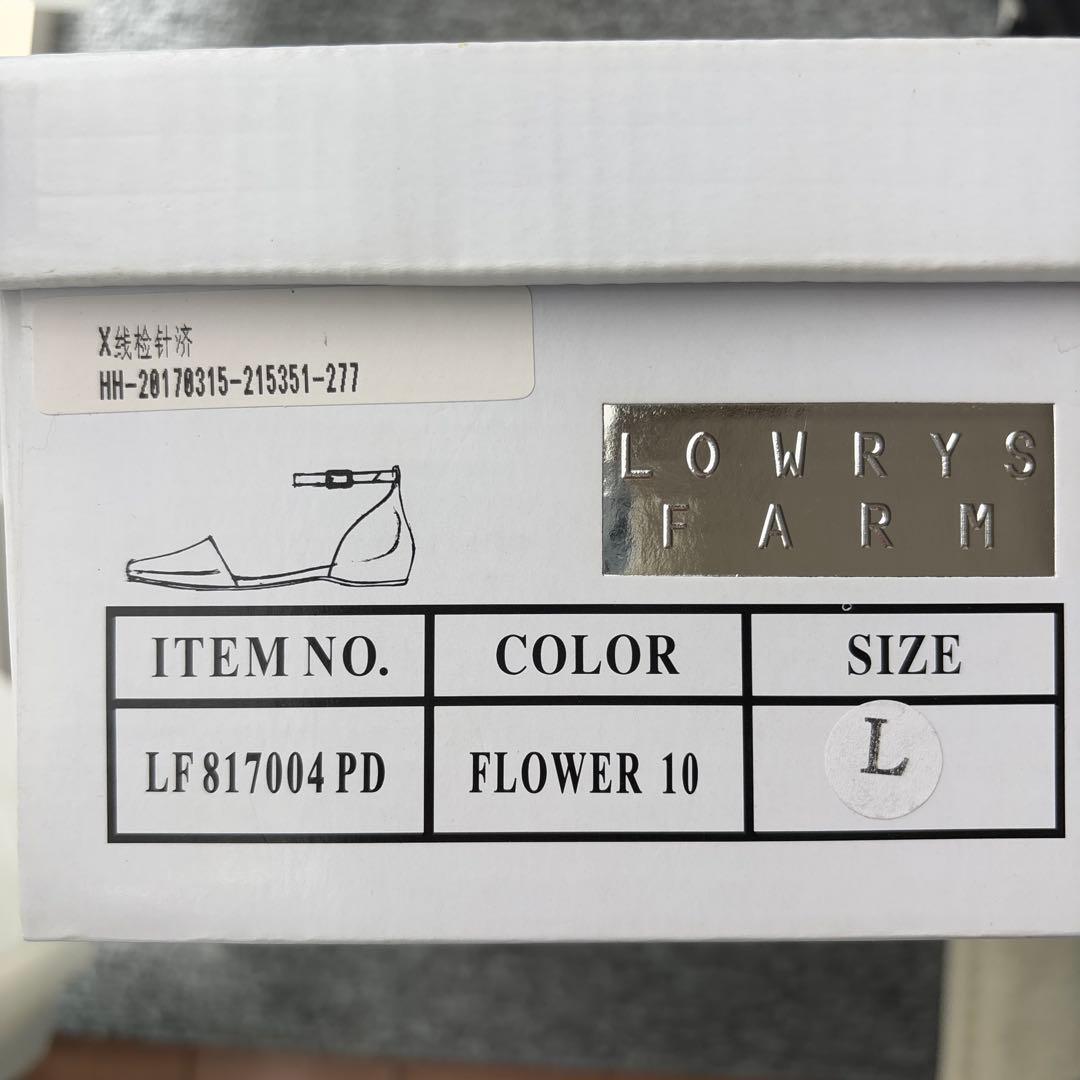 X线检针济
HH-20170315-215351-277
LOWRYS
FARM
ITEM NO. COLOR SIZE
LF 817004 PD FLOWER 10 L